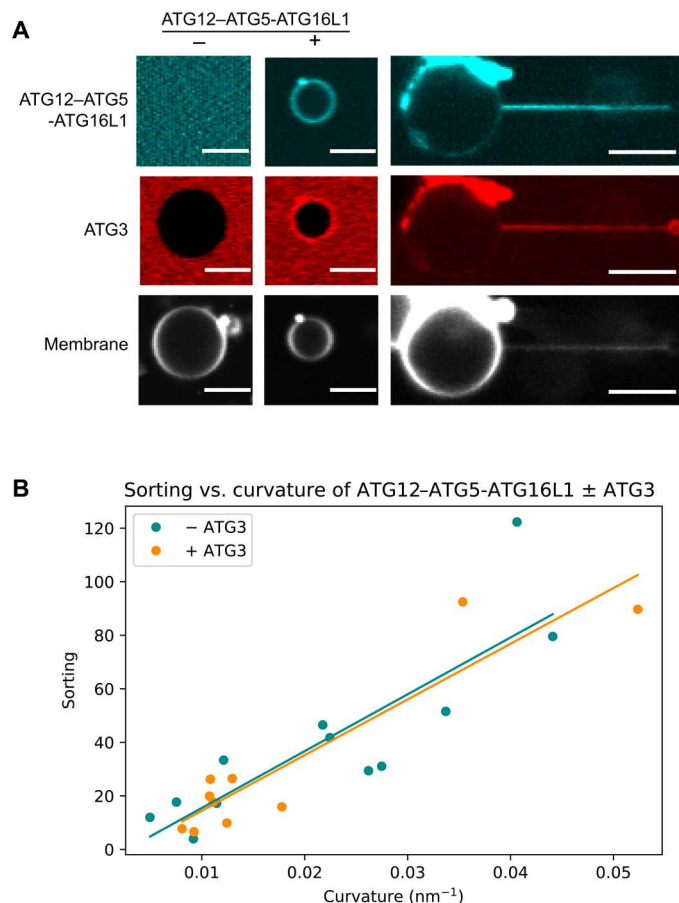 A
ATG12–ATG5-ATG16L1
− +
ATG12–ATG5
-ATG16L1
ATG3
Membrane
B
Sorting vs. curvature of ATG12–ATG5-ATG16L1 ± ATG3
− ATG3
+ ATG3
120
100
80
60
40
20
0
Sorting
0.01 0.02 0.03 0.04 0.05
Curvature (nm⁻¹)